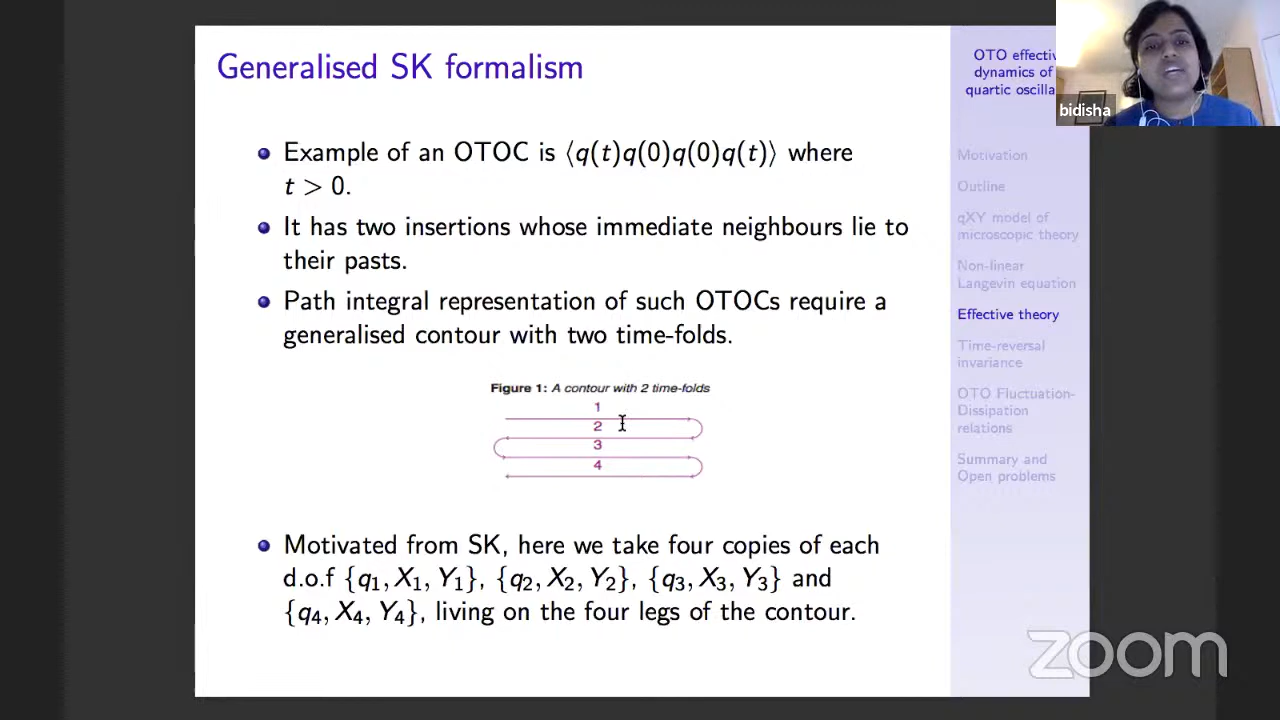 Generalised SK formalism
Example of an OTOC is ⟨q(t)q(0)q(0)q(t)⟩ where
t > 0.
It has two insertions whose immediate neighbours lie to
their pasts.
Path integral representation of such OTOCs require a
generalised contour with two time-folds.
Figure 1: A contour with 2 time-folds
1
2
3
4
Motivated from SK, here we take four copies of each
d.o.f {q₁, X₁, Y₁}, {q₂, X₂, Y₂}, {q₃, X₃, Y₃} and
{q₄, X₄, Y₄}, living on the four legs of the contour.
OTO effectiv
dynamics of
quartic oscilla
Motivation
Outline
qXY model of
microscopic theory
Non-linear
Langevin equation
Effective theory
Time-reversal
invariance
OTO Fluctuation-
Dissipation
relations
Summary and
Open problems
bidisha
zoom